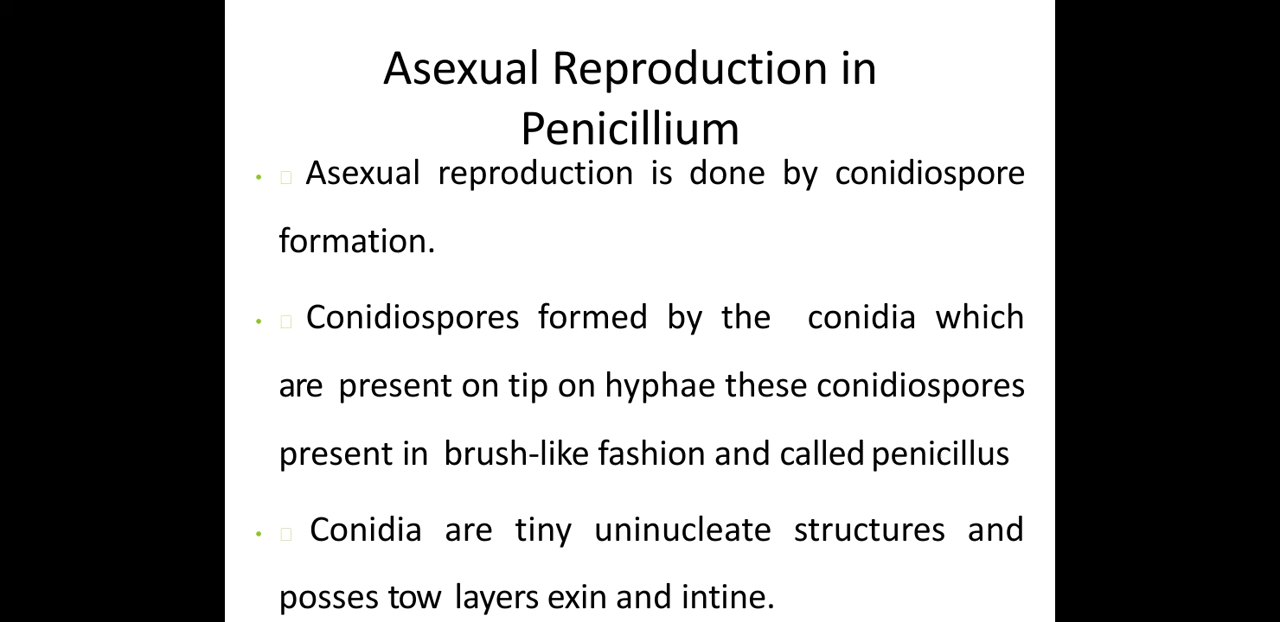 Asexual Reproduction in
Penicillium
• Asexual reproduction is done by conidiospore
formation.
• Conidiospores formed by the conidia which
are present on tip on hyphae these conidiospores
present in brush-like fashion and called penicillus
• Conidia are tiny uninucleate structures and
posses tow layers exin and intine.